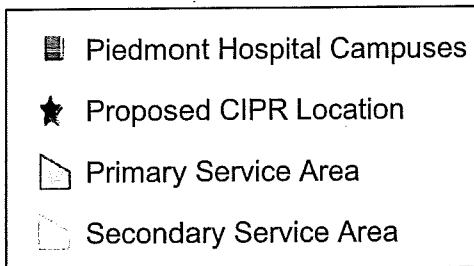 Piedmont Hospital Campuses
Proposed CIPR Location
Primary Service Area
Secondary Service Area